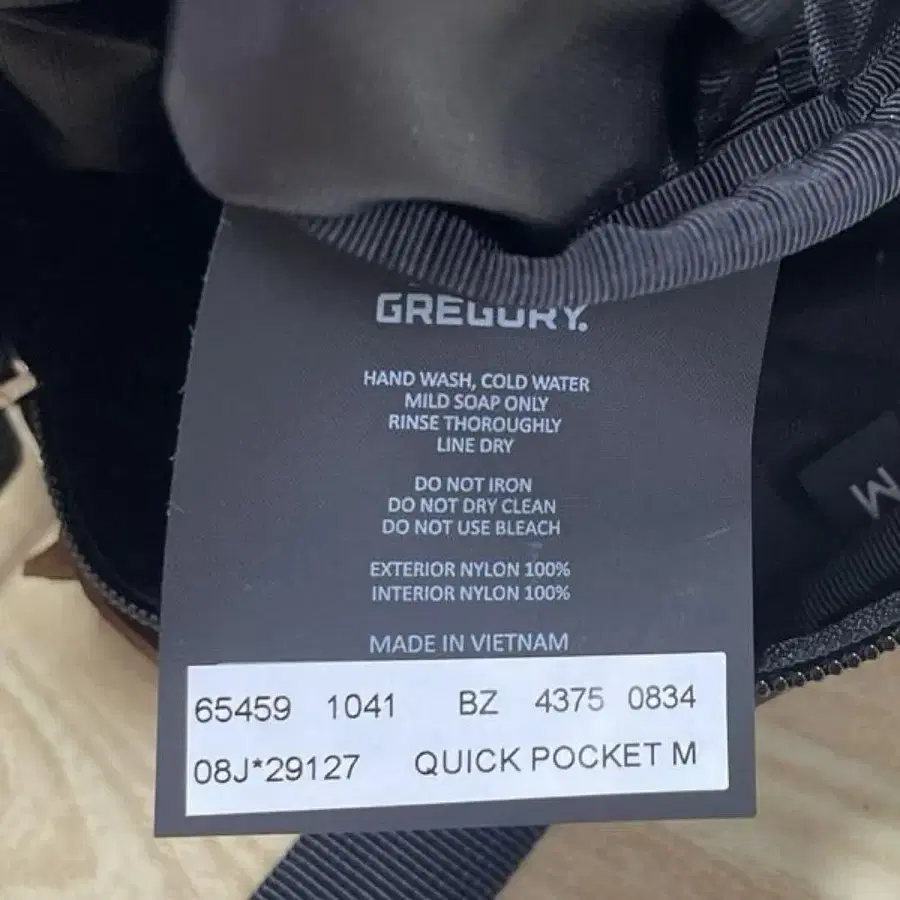 GREGORY.
HAND WASH, COLD WATER
MILD SOAP ONLY
RINSE THOROUGHLY
LINE DRY
DO NOT IRON
DO NOT DRY CLEAN
DO NOT USE BLEACH
EXTERIOR NYLON 100%
INTERIOR NYLON 100%
MADE IN VIETNAM
65459 1041 BZ 4375 0834
08J*29127 QUICK POCKET M
M